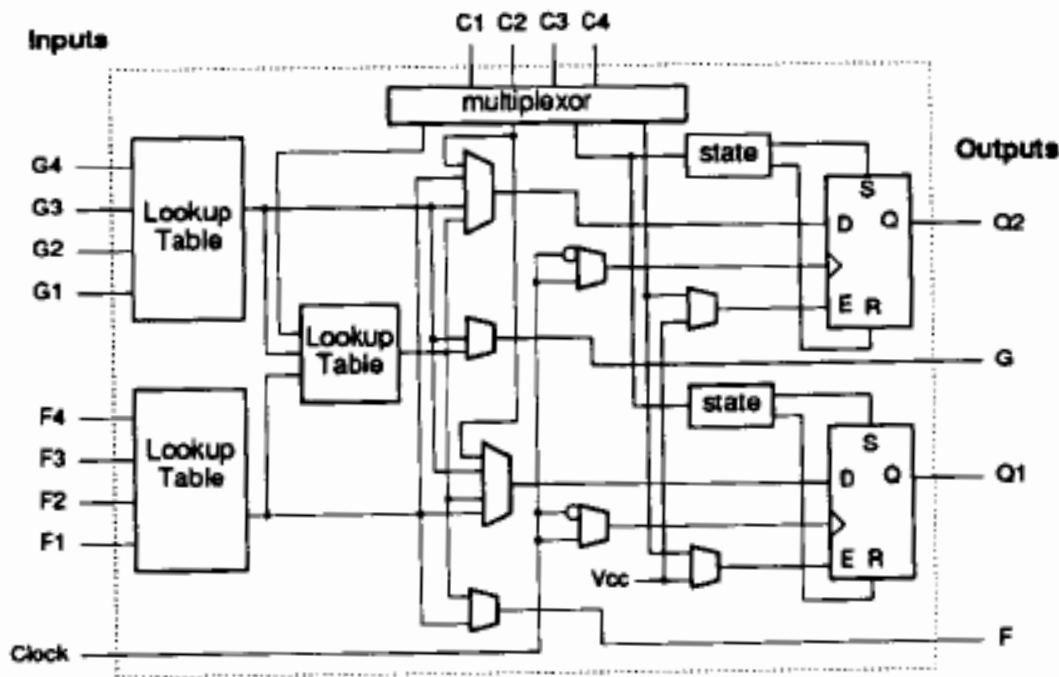 Inputs
C1 C2 C3 C4
multiplexor
G4
G3
G2
G1
Lookup
Table
state
Outputs
S
D
Q
E
R
Q2
Lookup
Table
G
F4
F3
F2
F1
Lookup
Table
state
S
D
Q
E
R
Q1
Vcc
Clock
F